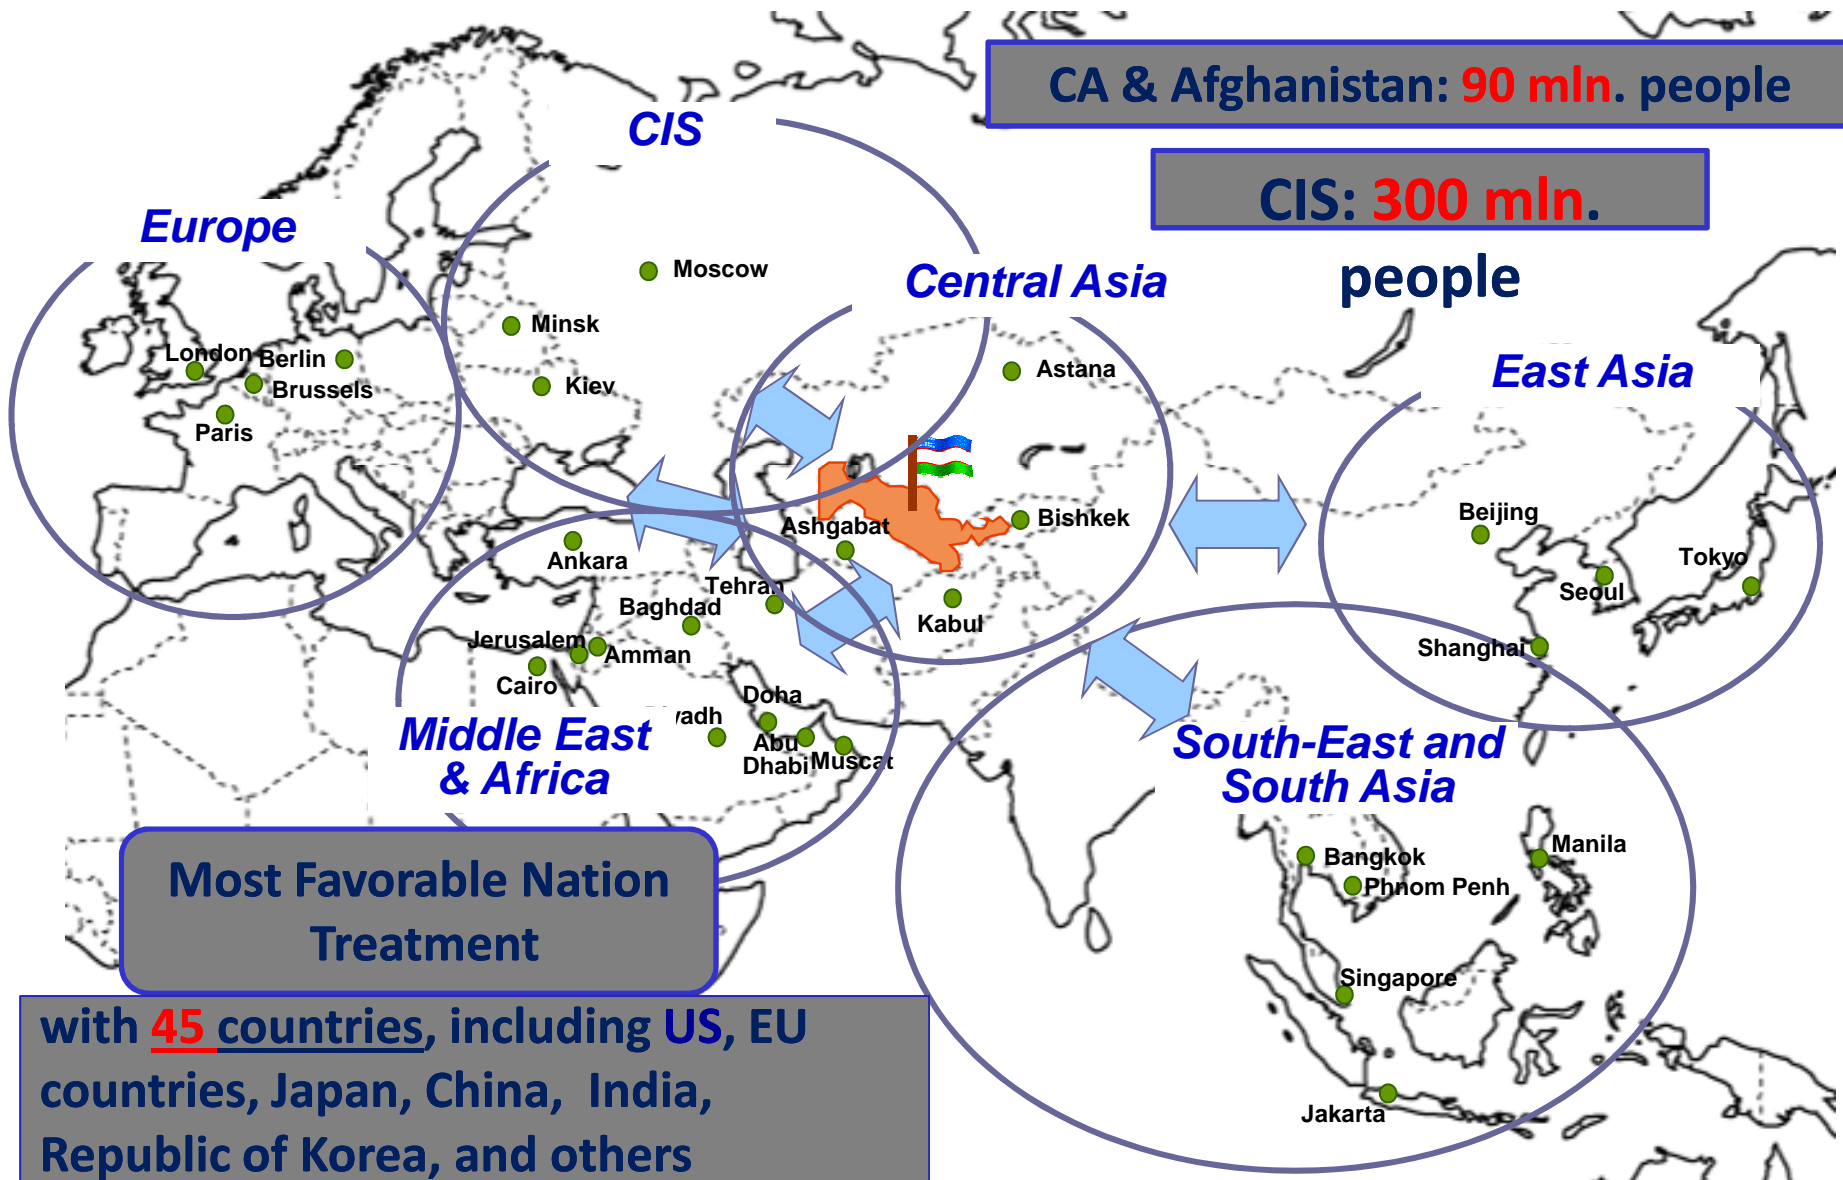 CA & Afghanistan: 90 mln. people
CIS
CIS: 300 mln.
people
Europe
Central Asia
Moscow
Minsk
Kiev
London
Berlin
Brussels
Paris
Astana
East Asia
Ashgabat
Bishkek
Beijing
Tokyo
Seoul
Shanghai
Ankara
Tehran
Baghdad
Kabul
Jerusalem
Amman
Cairo
Doha
yadh
Abu
Dhabi
Muscat
Middle East
& Africa
South-East and
South Asia
Manila
Bangkok
Phnom Penh
Singapore
Jakarta
Most Favorable Nation
Treatment
with 45 countries, including US, EU
countries, Japan, China, India,
Republic of Korea, and others